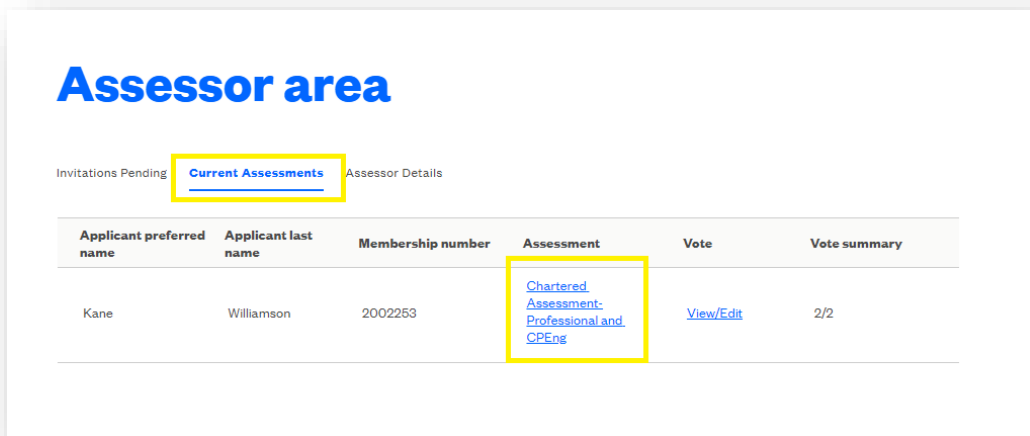 Assessor area
Invitations Pending Current Assessments Assessor Details
Applicant preferred name Applicant last name Membership number Assessment Vote Vote summary
Kane Williamson 2002253 Chartered Assessment- Professional and CPEng View/Edit 2/2